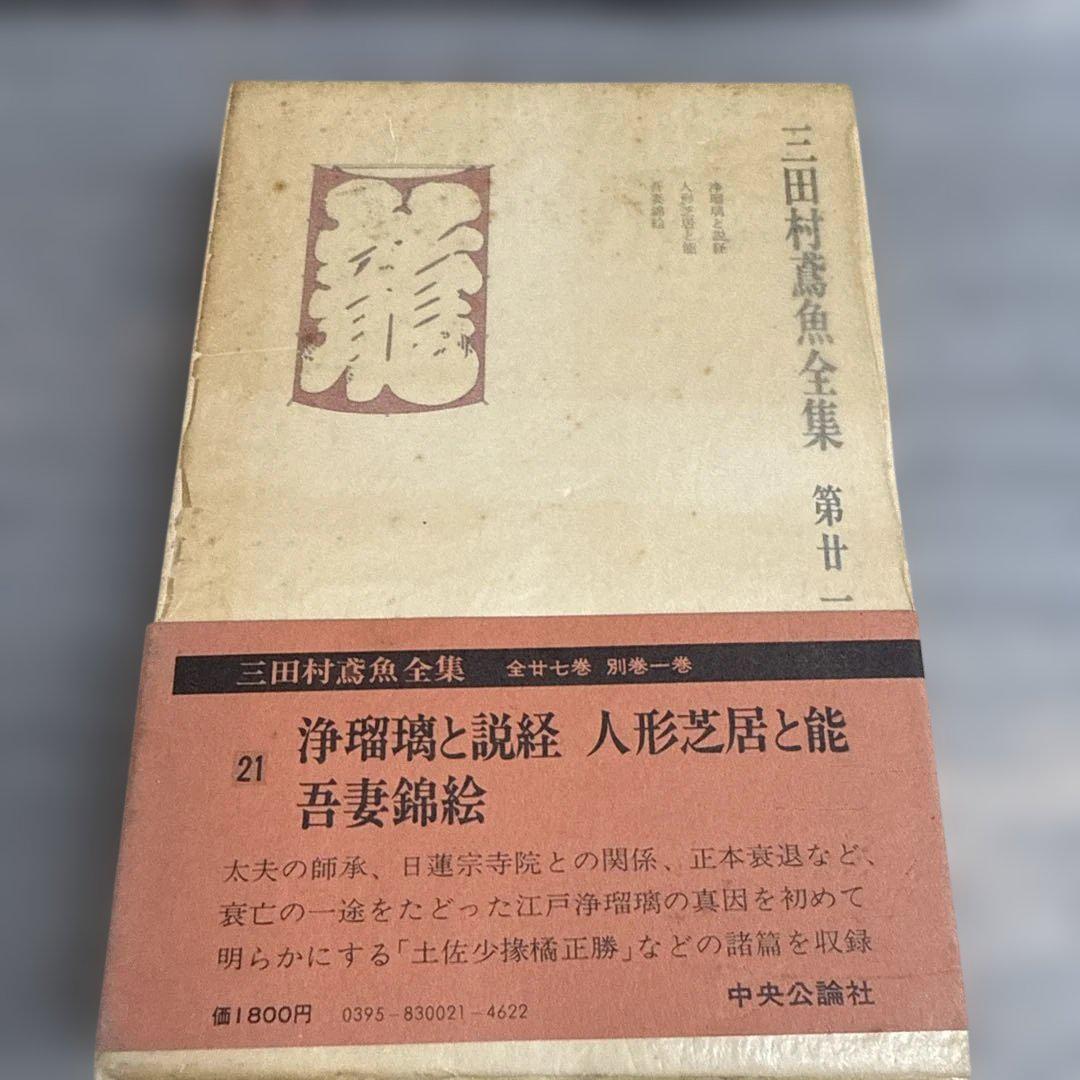 三田村鳶魚全集 第廿一
浄瑠璃と説経
人形芝居と能
吾妻錦絵
三田村鳶魚全集 全廿七巻 別巻一巻
21
浄瑠璃と説経 人形芝居と能
吾妻錦絵
太夫の師承、日蓮宗寺院との関係、正本衰退など、
衰亡の一途をたどった江戸浄瑠璃の真因を初めて
明らかにする「土佐少掾橘正勝」などの諸篇を収録
中央公論社
価1800円 0395-830021-4622